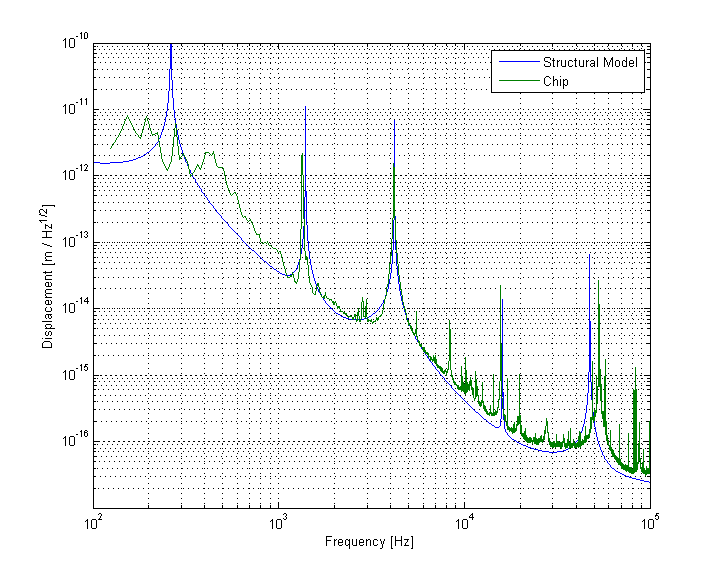 10^-10
10^-11
10^-12
10^-13
10^-14
10^-15
10^-16
Displacement [m / Hz^1/2]
Structural Model
Chip
10^2
10^3
10^4
10^5
Frequency [Hz]